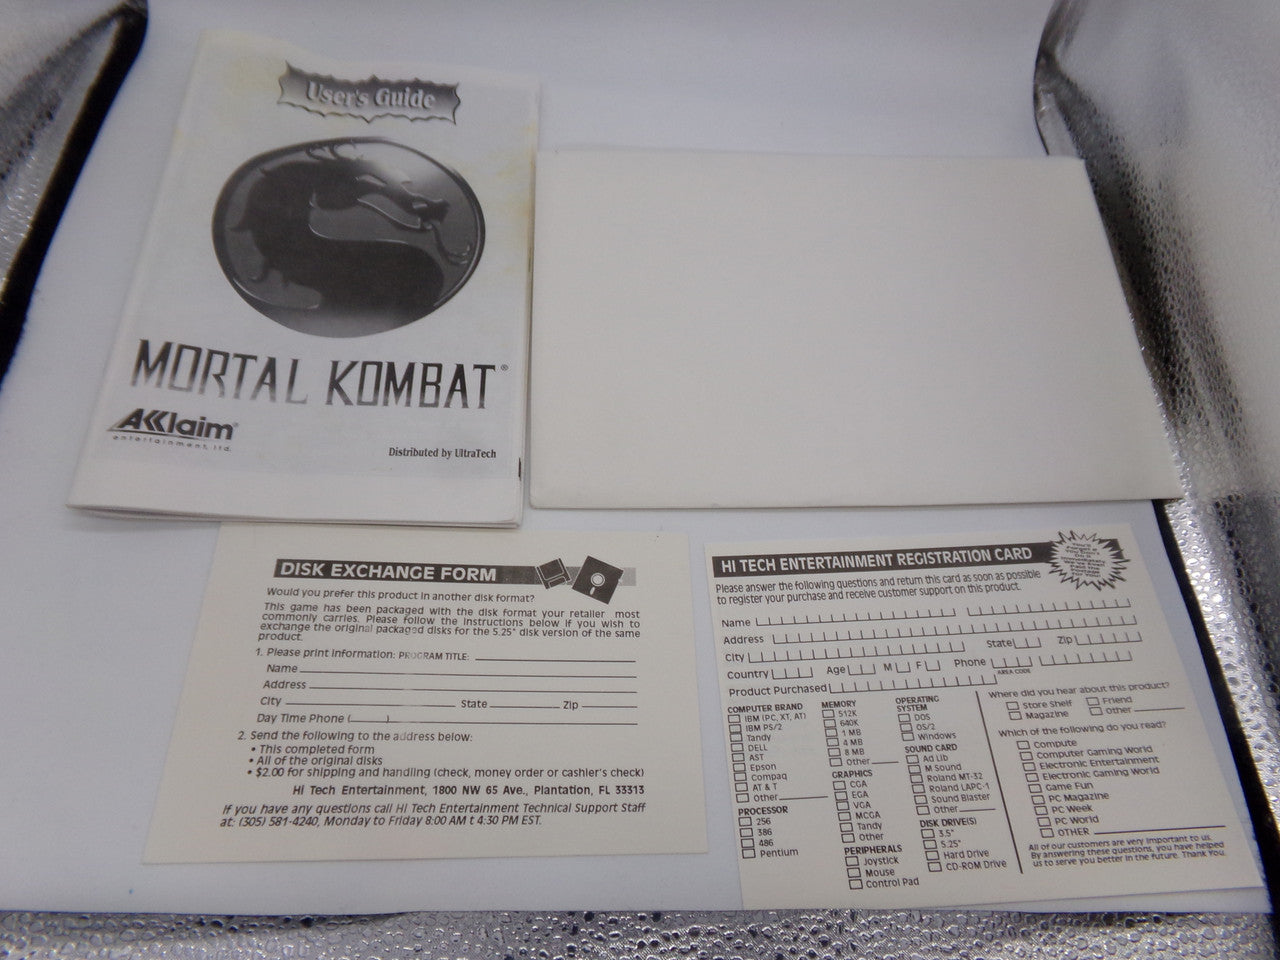 User's Guide
MORTAL KOMBAT®
AKKlaim®
entertainment, ltd.
Distributed by UltraTech
DISK EXCHANGE FORM
Would you prefer this product in another disk format?
This game has been packaged with the disk format your retailer most
commonly carries. Please follow the instructions below if you wish to
exchange the original packaged disks for the 5.25" disk version of the same
product.
1. Please print information: PROGRAM TITLE:
Name
Address
City State Zip
Day Time Phone ( )
2. Send the following to the address below:
• This completed form
• All of the original disks
• $2.00 for shipping and handling (check, money order or cashier's check)
Hi Tech Entertainment, 1800 NW 65 Ave., Plantation, FL 33313
If you have any questions call Hi Tech Entertainment Technical Support Staff
at: (305) 581-4240, Monday to Friday 8:00 AM t 4:30 PM EST.
HI TECH ENTERTAINMENT REGISTRATION CARD
Please answer the following questions and return this card as soon as possible
to register your purchase and receive customer support on this product.
Name
Address
City State Zip
Country Age M F Phone
AREA CODE
Product Purchased
COMPUTER BRAND
IBM (PC, XT, AT)
IBM PS/2
Tandy
DELL
AST
Epson
Compaq
AT & T
Other
PROCESSOR
256
386
486
Pentium
MEMORY
512K
640K
1 MB
4 MB
8 MB
Other
GRAPHICS
CGA
EGA
VGA
MCGA
Tandy
Other
PERIPHERALS
Joystick
Mouse
Control Pad
OPERATING
SYSTEM
DOS
OS/2
Windows
SOUND CARD
Ad Lib
M Sound
Roland MT-32
Roland LAPC-1
Sound Blaster
Other
DISK DRIVE(S)
3.5"
5.25"
Hard Drive
CD-ROM Drive
Where did you hear about this product?
Store Shelf Friend
Magazine Other
Which of the following do you read?
Compute
Computer Gaming World
Electronic Entertainment
Electronic Gaming World
Game Fun
PC Magazine
PC Week
PC World
OTHER
All of our customers are very important to us.
By answering these questions, you have helped
us to serve you better in the future. Thank You.